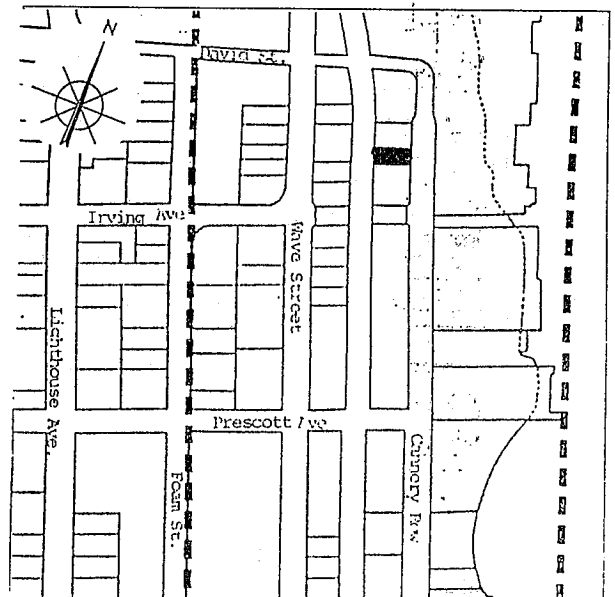 N
David St.
Irving Ave
Wave Street
Lighthouse Ave.
Prescott Ave
Cannery Row
Foam St.